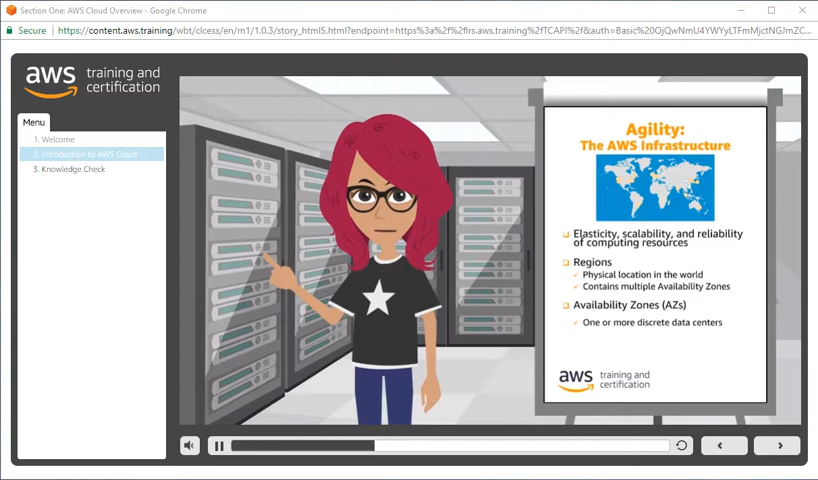 Section One: AWS Cloud Overview - Google Chrome
Secure
https://content.aws.training/wbt/clcess/en/m1/1.0.3/story_html5.html?endpoint=https%3a%2f%2flrs.aws.training%2fTCAPI%2f&auth=Basic%20OjQwNmU4YWYyLTFmMjctNGJmZC...
aws training and
certification
Menu
1. Welcome
2. Introduction to AWS Cloud
3. Knowledge Check
Agility:
The AWS Infrastructure
Elasticity, scalability, and reliability
of computing resources
Regions
Physical location in the world
Contains multiple Availability Zones
Availability Zones (AZs)
One or more discrete data centers
aws training and
certification